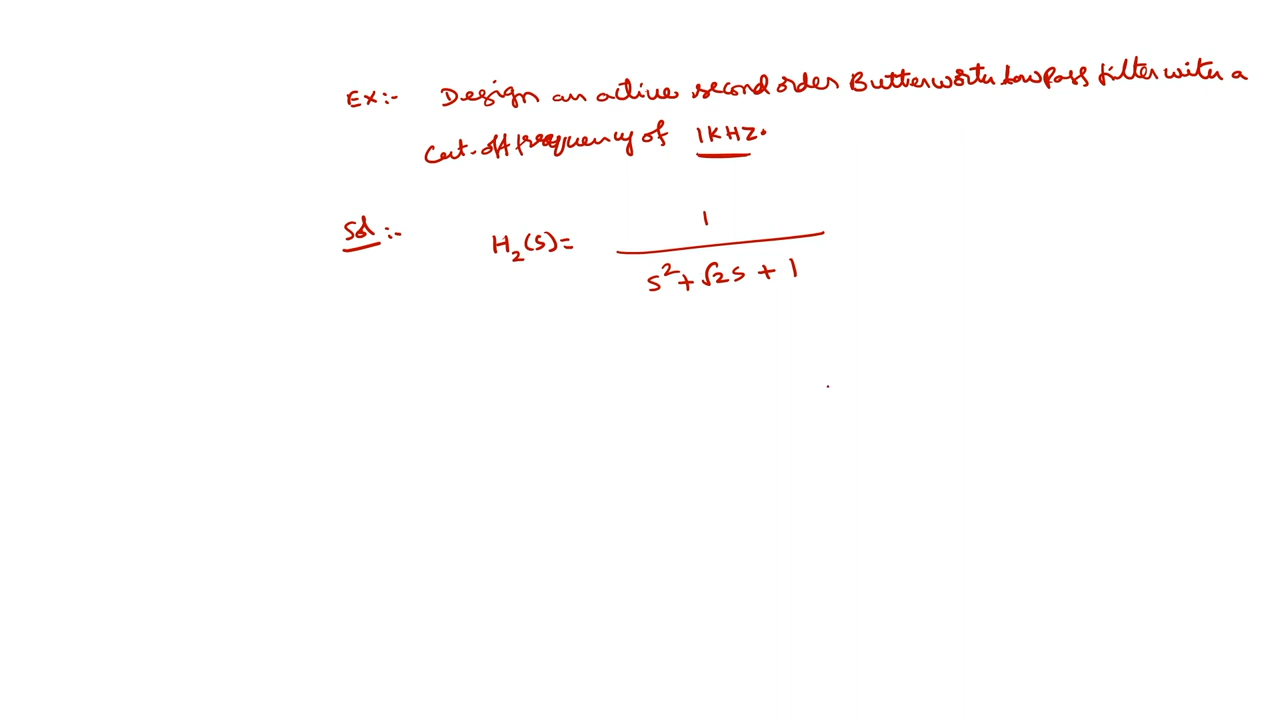 Ex:- Design an active second order Butterworth Lowpass filter with a
Cut-off frequency of 1KHZ.
Sol:- H₂(s)= 1 / (s² + √2s + 1)